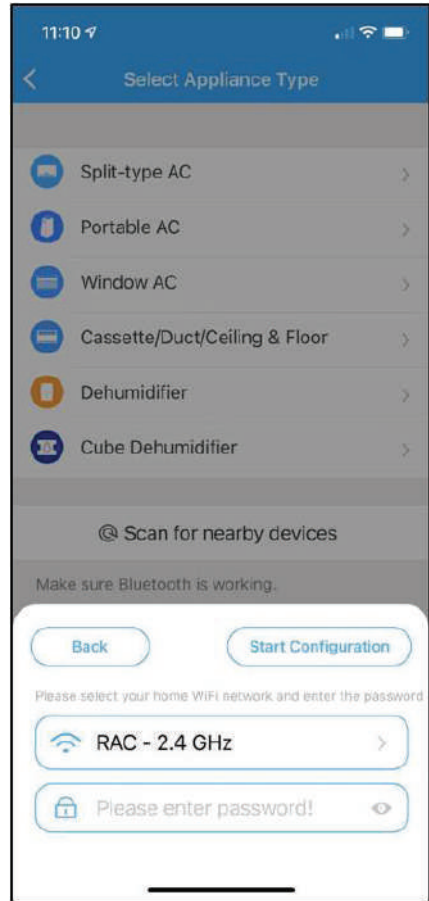 11:10
Select Appliance Type
Split-type AC
Portable AC
Window AC
Cassette/Duct/Ceiling & Floor
Dehumidifier
Cube Dehumidifier
Scan for nearby devices
Make sure Bluetooth is working.
Back Start Configuration
Please select your home WiFi network and enter the password
RAC - 2.4 GHz
Please enter password!